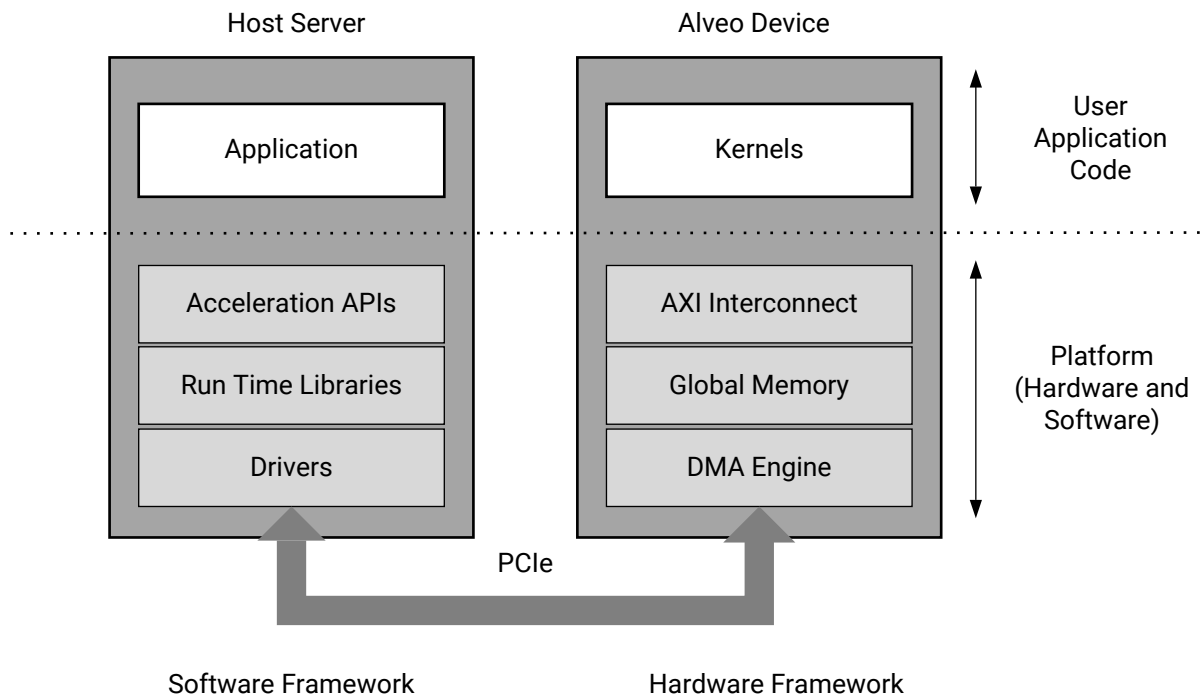 Host Server
Alveo Device
Application
Kernels
User
Application
Code
Acceleration APIs
AXI Interconnect
Run Time Libraries
Global Memory
Platform
(Hardware and
Software)
Drivers
DMA Engine
PCIe
Software Framework
Hardware Framework